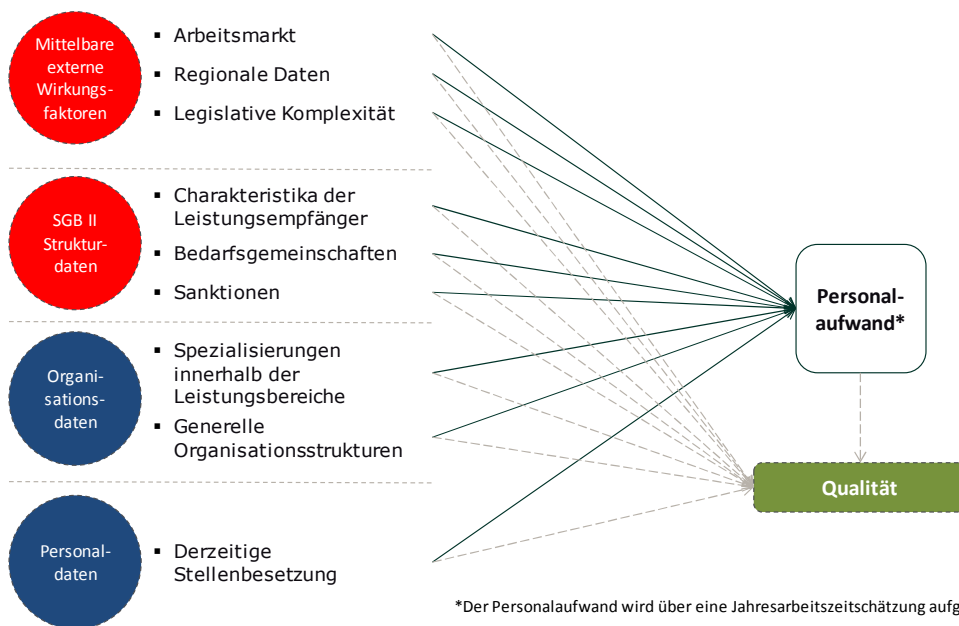 Mittelbare
externe
Wirkungs-
faktoren
▪ Arbeitsmarkt
▪ Regionale Daten
▪ Legislative Komplexität
SGB II
Struktur-
daten
▪ Charakteristika der
Leistungsempfänger
▪ Bedarfsgemeinschaften
▪ Sanktionen
Organi-
sations-
daten
▪ Spezialisierungen
innerhalb der
Leistungsbereiche
▪ Generelle
Organisationsstrukturen
Personal-
daten
▪ Derzeitige
Stellenbesetzung
Personal-
aufwand*
Qualität
*Der Personalaufwand wird über eine Jahresarbeitszeitschätzung aufg